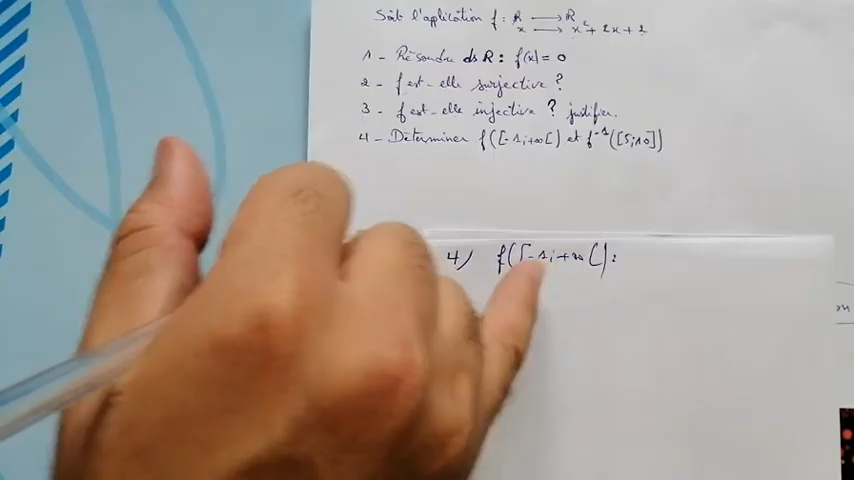 Soit l'application f : R ⟶ R
x ⟶ x² + 2x + 2
1 - Résoudre ds R : f(x) = 0
2 - f est-elle surjective ?
3 - f est-elle injective ? justifier.
4 - Déterminer f([-1;+∞[) et f⁻¹([5;10])
4) f([-1;+∞[) :